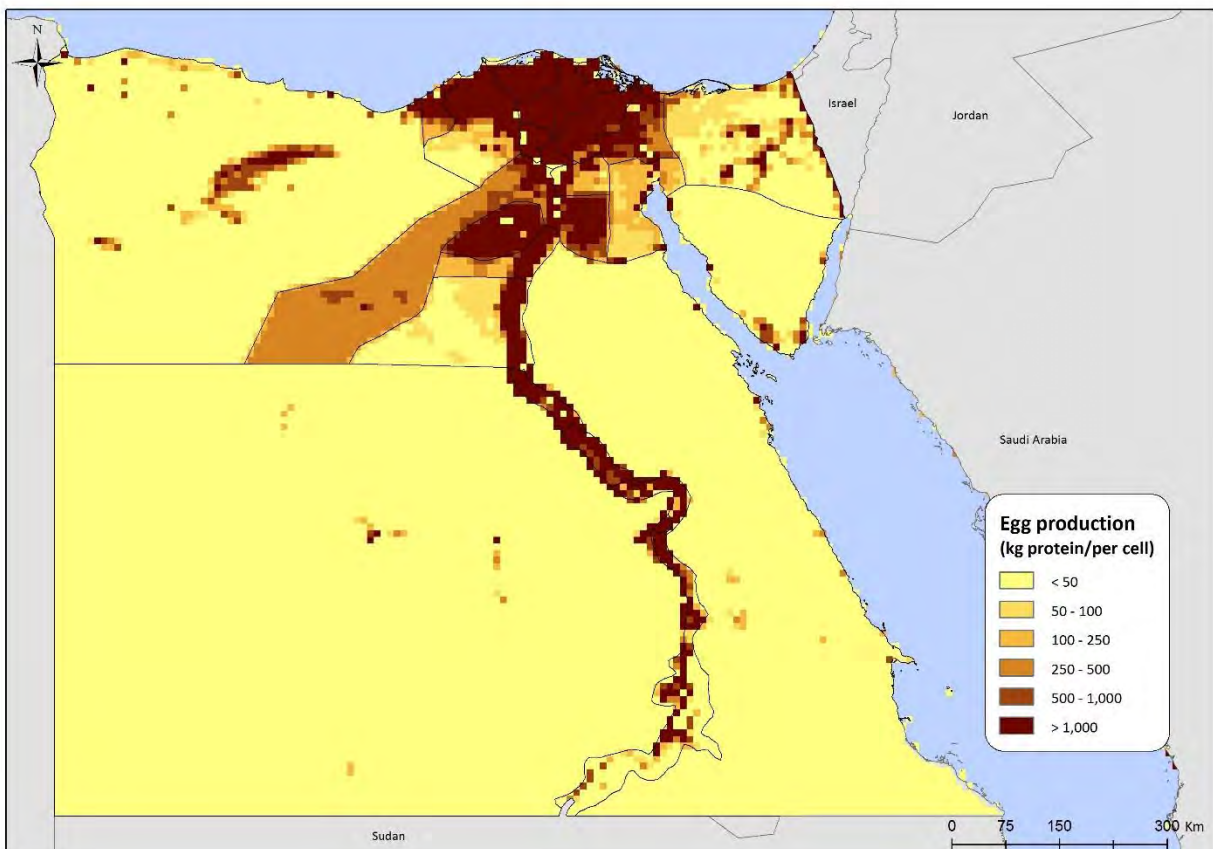 N
Israel
Jordan
Saudi Arabia
Egg production
(kg protein/per cell)
< 50
50 - 100
100 - 250
250 - 500
500 - 1,000
> 1,000
Sudan
0 75 150 300 Km